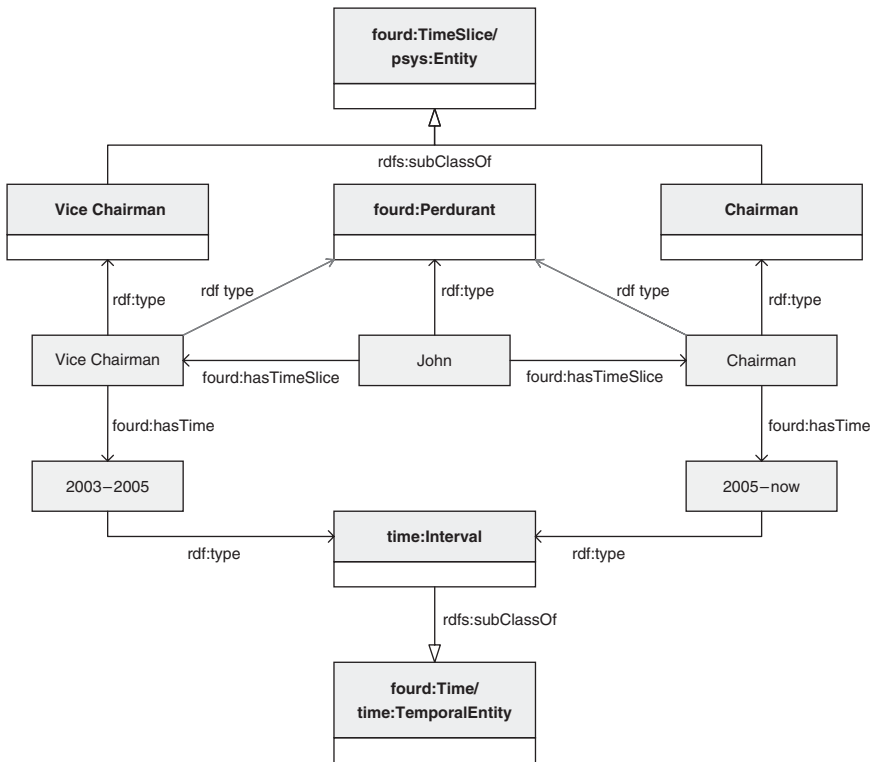 fourd:TimeSlice/
psys:Entity
rdfs:subClassOf
Vice Chairman
fourd:Perdurant
Chairman
rdf:type
rdf type
rdf:type
rdf type
rdf:type
Vice Chairman
John
Chairman
fourd:hasTimeSlice
fourd:hasTimeSlice
fourd:hasTime
fourd:hasTime
2003–2005
2005–now
time:Interval
rdf:type
rdf:type
rdfs:subClassOf
fourd:Time/
time:TemporalEntity